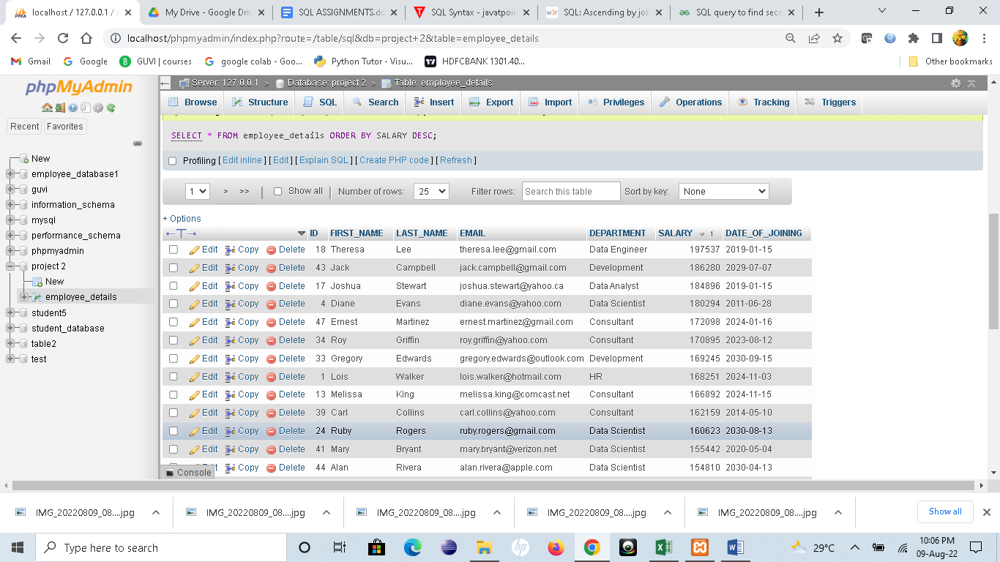 localhost / 127.0.0.1 / p
My Drive - Google Dri
SQL ASSIGNMENTS.do
SQL Syntax - javatpoin
SQL: Ascending by job
SQL query to find seco
localhost/phpmyadmin/index.php?route=/table/sql&db=project+2&table=employee_details
Gmail Google GUVI | courses google colab - Goo... Python Tutor - Visu... HDFCBANK 1301.40... Other bookmarks
phpMyAdmin
Recent Favorites
New
employee_database1
guvi
information_schema
mysql
performance_schema
phpmyadmin
project 2
New
employee_details
student5
student_database
table2
test
Server: 127.0.0.1 » Database: project 2 » Table: employee_details
Browse Structure SQL Search Insert Export Import Privileges Operations Tracking Triggers
SELECT * FROM employee_details ORDER BY SALARY DESC;
Profiling [ Edit inline ] [ Edit ] [ Explain SQL ] [ Create PHP code ] [ Refresh ]
1 > >> | Show all | Number of rows: 25 Filter rows: Search this table Sort by key: None
+ Options
←T→ ID FIRST_NAME LAST_NAME EMAIL DEPARTMENT SALARY 1 DATE_OF_JOINING
Edit Copy Delete 18 Theresa Lee theresa.lee@gmail.com Data Engineer 197537 2019-01-15
Edit Copy Delete 43 Jack Campbell jack.campbell@gmail.com Development 186280 2029-07-07
Edit Copy Delete 17 Joshua Stewart joshua.stewart@yahoo.ca Data Analyst 184896 2019-01-15
Edit Copy Delete 4 Diane Evans diane.evans@yahoo.com Data Scientist 180294 2011-06-28
Edit Copy Delete 47 Ernest Martinez ernest.martinez@gmail.com Consultant 172098 2024-01-16
Edit Copy Delete 34 Roy Griffin roy.griffin@yahoo.com Consultant 170895 2023-08-12
Edit Copy Delete 33 Gregory Edwards gregory.edwards@outlook.com Development 169245 2030-09-15
Edit Copy Delete 1 Lois Walker lois.walker@hotmail.com HR 168251 2024-11-03
Edit Copy Delete 13 Melissa King melissa.king@comcast.net Consultant 166892 2024-11-15
Edit Copy Delete 39 Carl Collins carl.collins@yahoo.com Consultant 162159 2014-05-10
Edit Copy Delete 24 Ruby Rogers ruby.rogers@gmail.com Data Scientist 160623 2030-08-13
Edit Copy Delete 41 Mary Bryant mary.bryant@verizon.net Data Scientist 155442 2020-05-04
Copy Delete 44 Alan Rivera alan.rivera@apple.com Data Scientist 154810 2030-04-13
Console
IMG_20220809_08....jpg IMG_20220809_08....jpg IMG_20220809_08....jpg IMG_20220809_08....jpg IMG_20220809_08....jpg Show all
Type here to search
29°C
10:06 PM
09-Aug-22